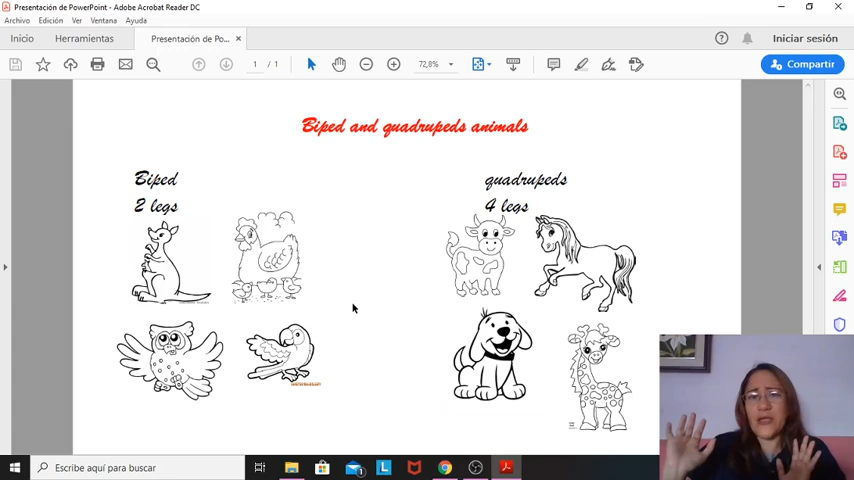 Presentación de PowerPoint - Adobe Acrobat Reader DC
Archivo Edición Ver Ventana Ayuda
Inicio Herramientas Presentación de Po... Iniciar sesión
1 / 1 72,8% Compartir
Biped and quadrupeds animals
Biped
2 legs
quadrupeds
4 legs
Escribe aquí para buscar